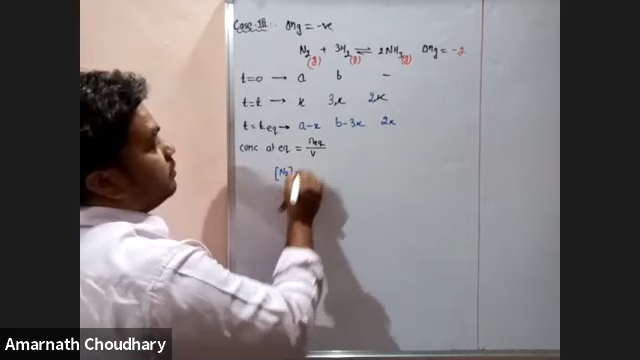 Case-III :- Δng = -ve
N2(g) + 3H2(g) ⇌ 2NH3(g) Δng = -2
t=0 → a b -
t=t → x 3x 2x
t=teq → a-x b-3x 2x
conc at eq = neq/V
[N2]
Amarnath Choudhary